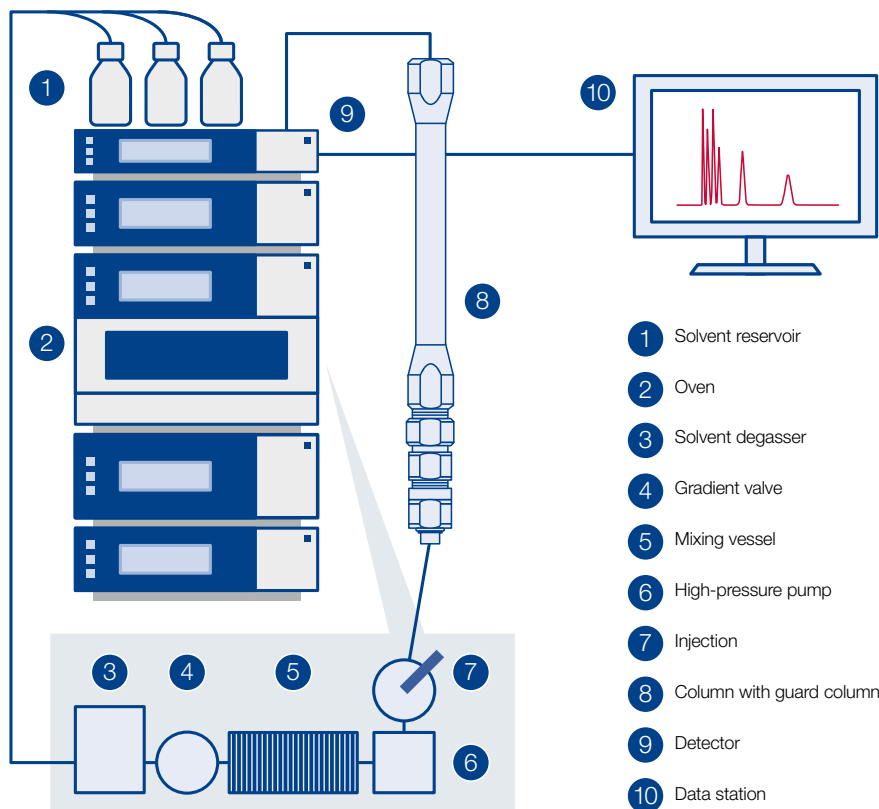 1
9
10
8
2
3
4
5
7
6
1 Solvent reservoir
2 Oven
3 Solvent degasser
4 Gradient valve
5 Mixing vessel
6 High-pressure pump
7 Injection
8 Column with guard column
9 Detector
10 Data station